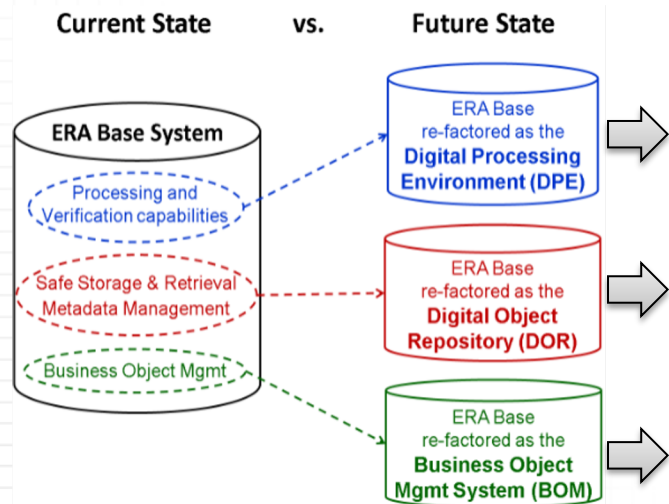 Current State vs. Future State
ERA Base System
Processing and
Verification capabilities
Safe Storage & Retrieval
Metadata Management
Business Object Mgmt
ERA Base
re-factored as the
Digital Processing
Environment (DPE)
ERA Base
re-factored as the
Digital Object
Repository (DOR)
ERA Base
re-factored as the
Business Object
Mgmt System (BOM)